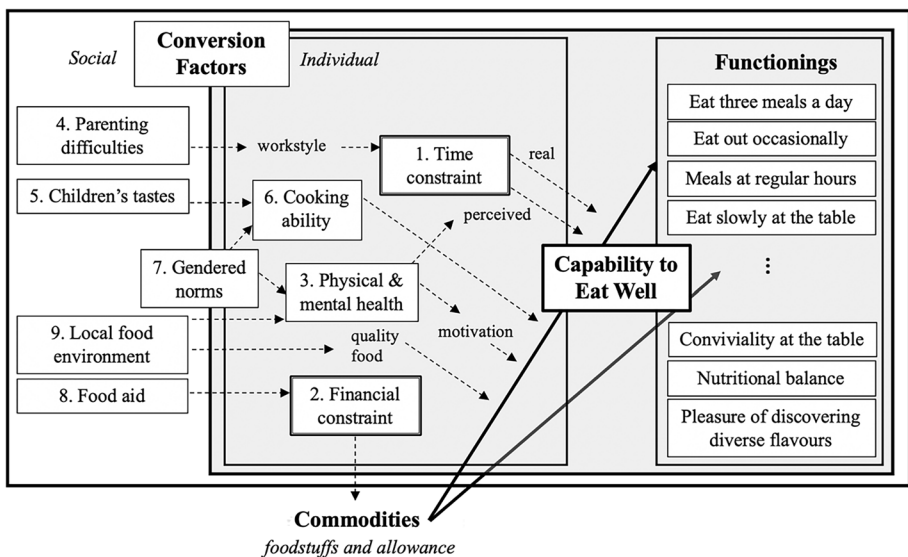 Social
Conversion
Factors
Individual
Functionings
4. Parenting
difficulties
workstyle
1. Time
constraint
real
5. Children’s tastes
6. Cooking
ability
perceived
7. Gendered
norms
3. Physical &
mental health
motivation
9. Local food
environment
quality
food
8. Food aid
2. Financial
constraint
Capability to
Eat Well
Eat three meals a day
Eat out occasionally
Meals at regular hours
Eat slowly at the table
⋮
Conviviality at the table
Nutritional balance
Pleasure of discovering
diverse flavours
Commodities
foodstuffs and allowance